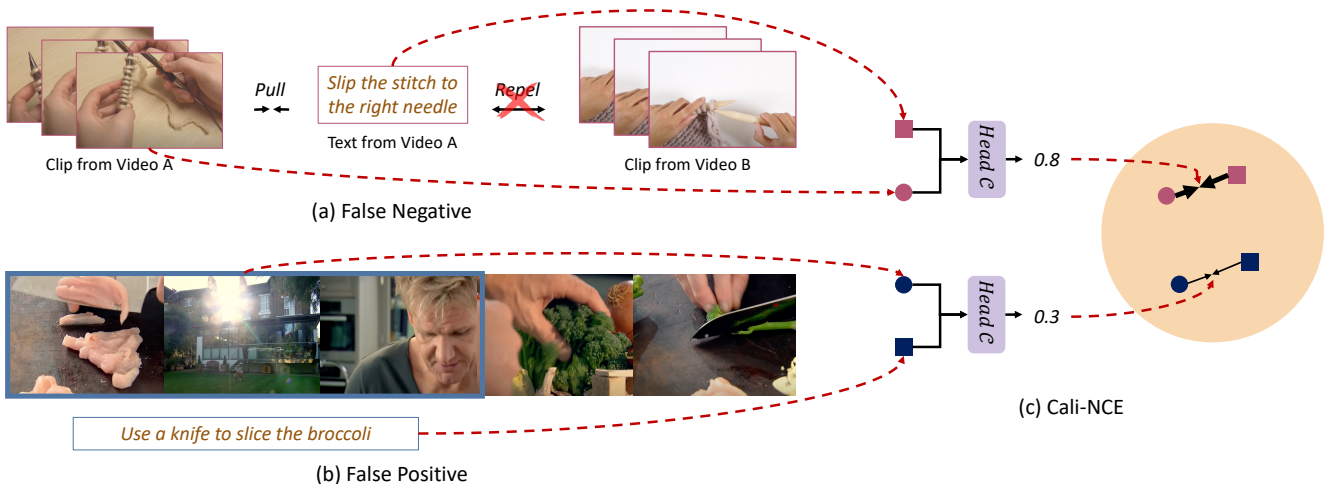 Pull
Slip the stitch to
the right needle
Repel
Text from Video A
Clip from Video A
Clip from Video B
(a) False Negative
Head C
0.8
Head C
0.3
Use a knife to slice the broccoli
(b) False Positive
(c) Cali-NCE